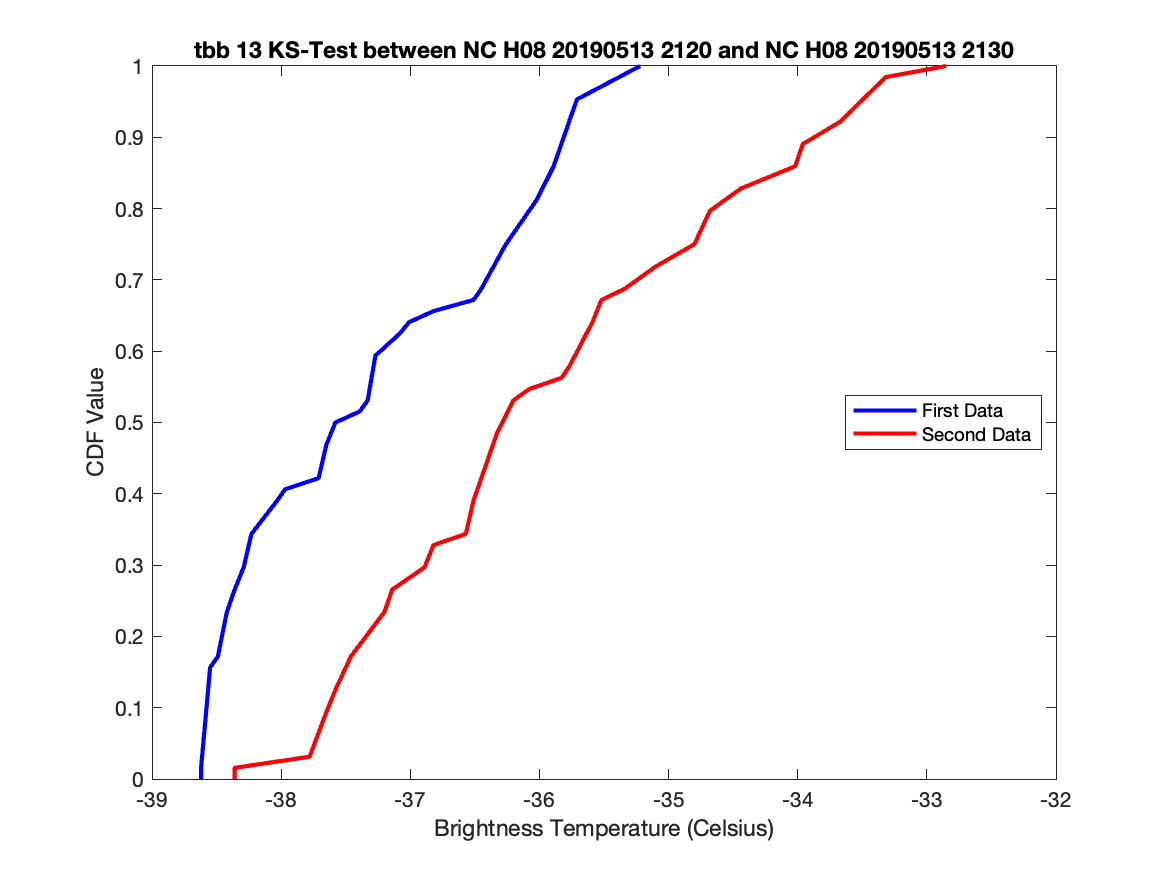 tbb 13 KS-Test between NC H08 20190513 2120 and NC H08 20190513 2130
1
0.9
0.8
0.7
0.6
0.5
0.4
0.3
0.2
0.1
0
CDF Value
First Data
Second Data
-39 -38 -37 -36 -35 -34 -33 -32
Brightness Temperature (Celsius)